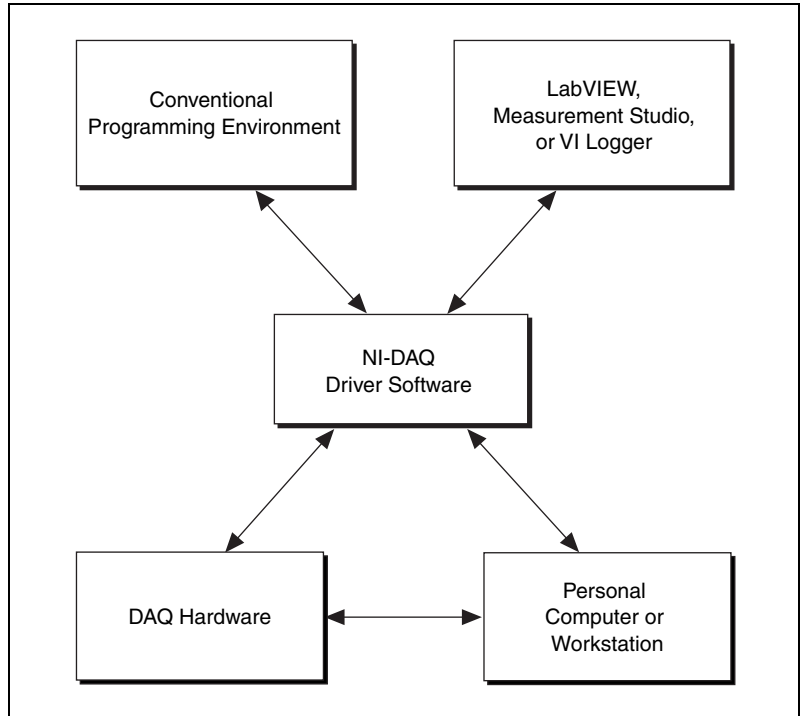 Conventional
Programming Environment
LabVIEW,
Measurement Studio,
or VI Logger
NI-DAQ
Driver Software
DAQ Hardware
Personal
Computer or
Workstation